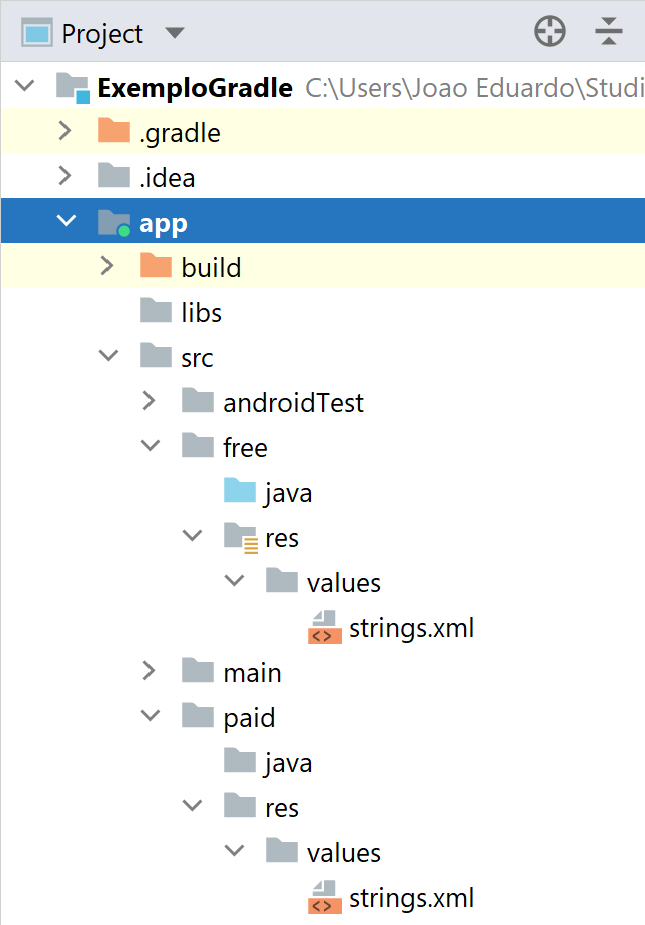 Project
ExemploGradle C:\Users\Joao Eduardo\Studi
.gradle
.idea
app
build
libs
src
androidTest
free
java
res
values
strings.xml
main
paid
java
res
values
strings.xml